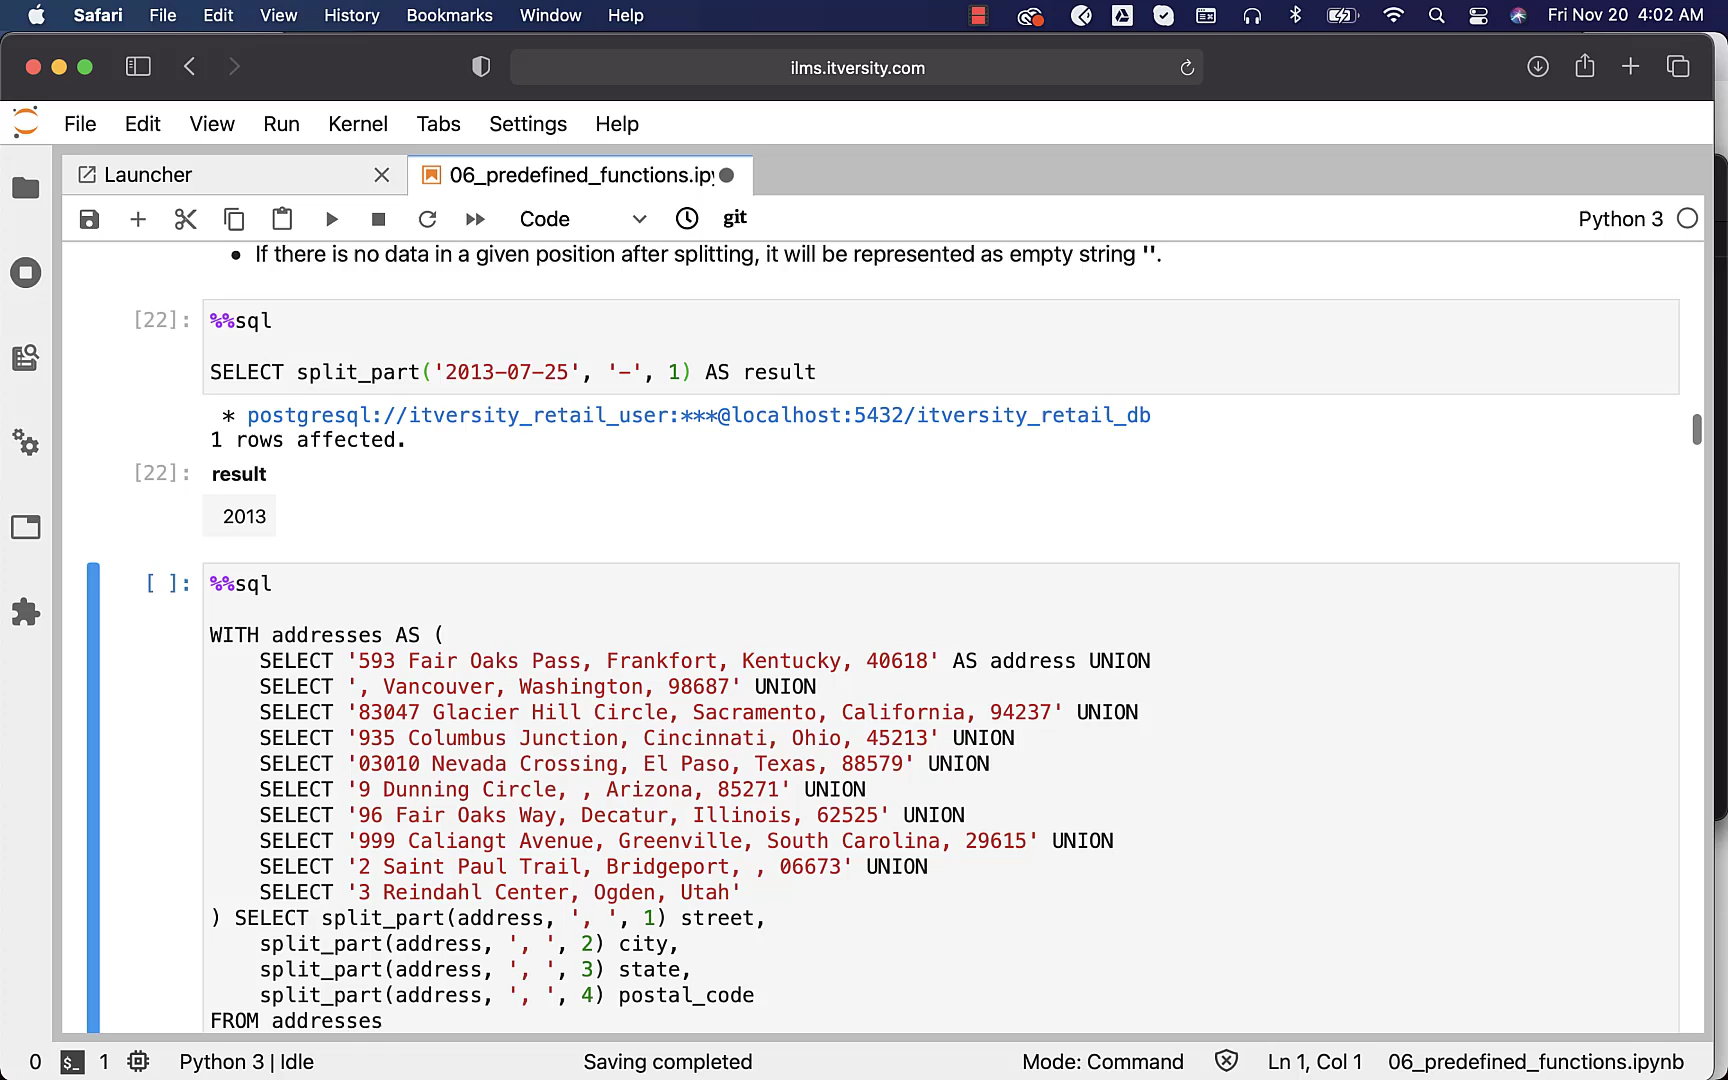 Safari File Edit View History Bookmarks Window Help Fri Nov 20 4:02 AM
ilms.itversity.com
File Edit View Run Kernel Tabs Settings Help
Launcher 06_predefined_functions.ipy
Code git Python 3
• If there is no data in a given position after splitting, it will be represented as empty string ''.
[22]: %%sql
SELECT split_part('2013-07-25', '-', 1) AS result
* postgresql://itversity_retail_user:***@localhost:5432/itversity_retail_db
1 rows affected.
[22]: result
2013
[ ]: %%sql
WITH addresses AS (
SELECT '593 Fair Oaks Pass, Frankfort, Kentucky, 40618' AS address UNION
SELECT ', Vancouver, Washington, 98687' UNION
SELECT '83047 Glacier Hill Circle, Sacramento, California, 94237' UNION
SELECT '935 Columbus Junction, Cincinnati, Ohio, 45213' UNION
SELECT '03010 Nevada Crossing, El Paso, Texas, 88579' UNION
SELECT '9 Dunning Circle, , Arizona, 85271' UNION
SELECT '96 Fair Oaks Way, Decatur, Illinois, 62525' UNION
SELECT '999 Caliangt Avenue, Greenville, South Carolina, 29615' UNION
SELECT '2 Saint Paul Trail, Bridgeport, , 06673' UNION
SELECT '3 Reindahl Center, Ogden, Utah'
) SELECT split_part(address, ', ', 1) street,
split_part(address, ', ', 2) city,
split_part(address, ', ', 3) state,
split_part(address, ', ', 4) postal_code
FROM addresses
0 $_ 1 Python 3 | Idle Saving completed Mode: Command Ln 1, Col 1 06_predefined_functions.ipynb